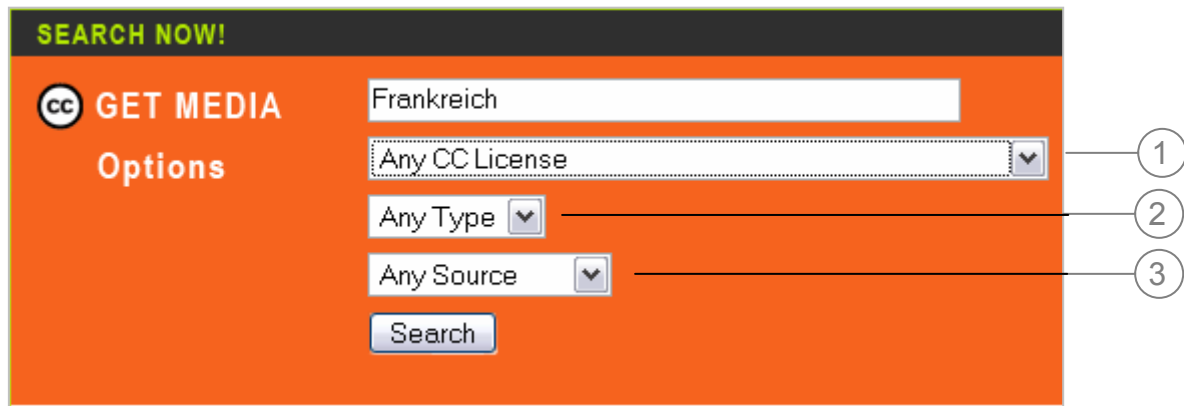 SEARCH NOW!
cc GET MEDIA Frankreich
Options Any CC License 1
Any Type 2
Any Source 3
Search